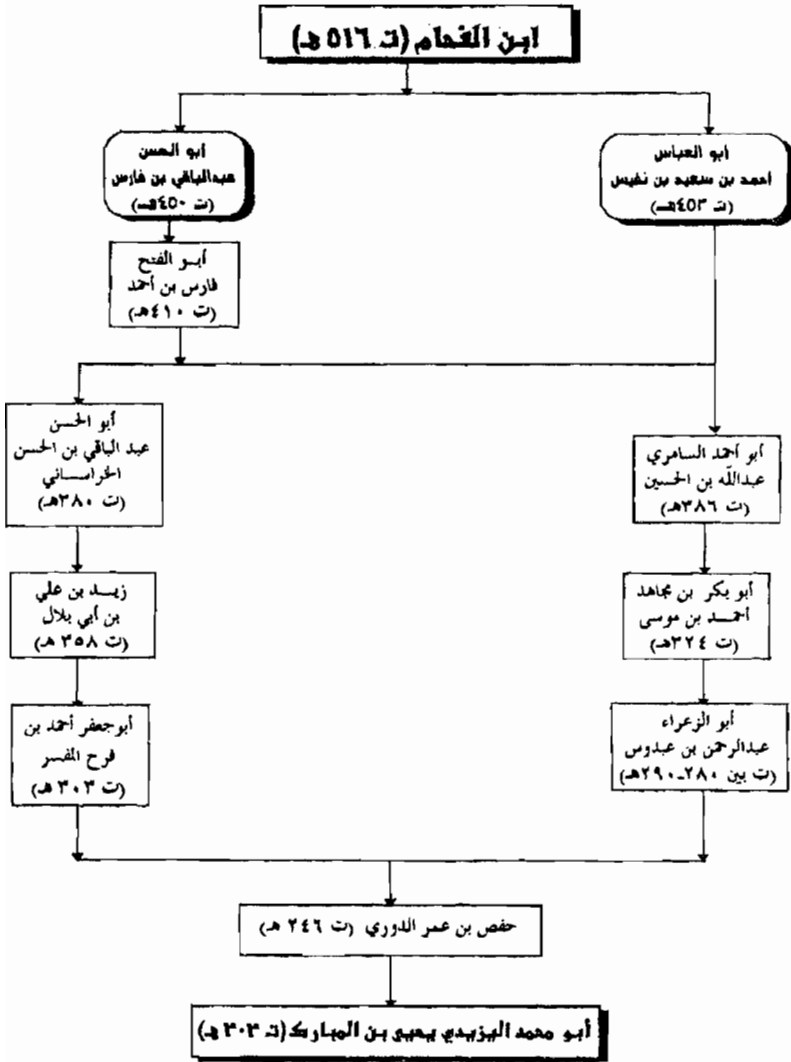 ابن الفحام (ت ٥١٦ هـ)
أبو العباس
أحمد بن سعيد بن نفيس
(ت ٤٥٣هـ)
أبو الحسن
عبدالباقي بن فارس
(ت ٤٥٠هـ)
أبو الفتح
فارس بن أحمد
(ت ٤١٠هـ)
أبو أحمد السامري
عبدالله بن الحسين
(ت ٣٨٦هـ)
أبو الحسن
عبد الباقي بن الحسن
الخراساني
(ت ٣٨٠هـ)
أبو بكر بن مجاهد
أحمد بن موسى
(ت ٣٢٤هـ)
زيد بن علي
بن أبي بلال
(ت ٣٥٨ هـ)
أبو الزعراء
عبدالرحمن بن عبدوس
(ت بين ٢٨٠-٢٩٠هـ)
أبوجعفر أحمد بن
فرح المفسر
(ت ٣٠٣ هـ)
حفص بن عمر الدوري (ت ٢٤٦ هـ)
أبو محمد اليزيدي يحيى بن المبارك (ت ٣٠٣ هـ)